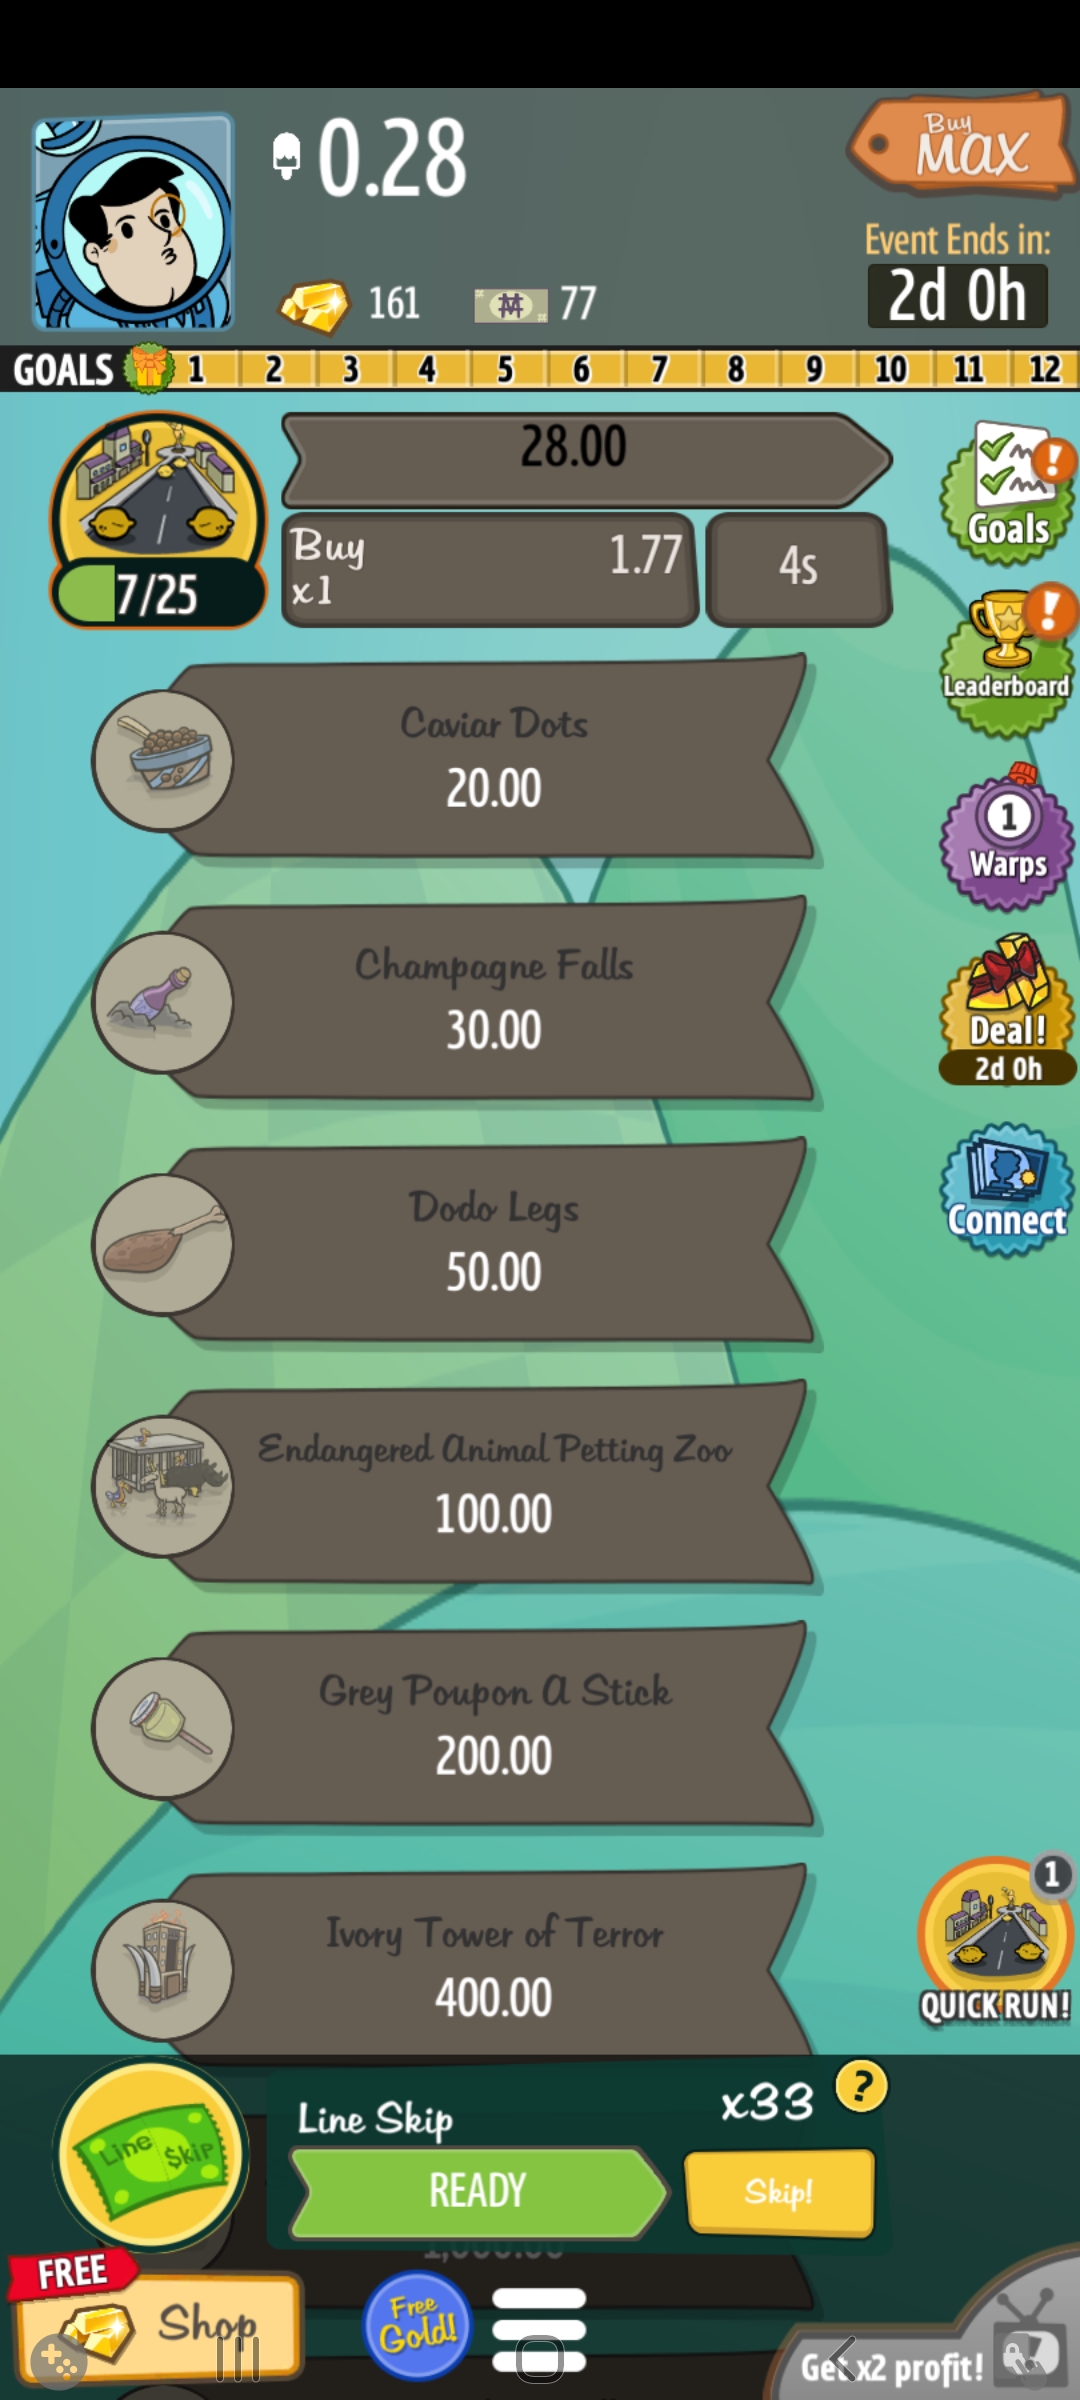 0.28
Buy
MAX
Event Ends in:
2d 0h
161
77
GOALS 1 2 3 4 5 6 7 8 9 10 11 12
28.00
7/25
Buy
x1
1.77
4s
Goals
Leaderboard
Caviar Dots
20.00
1
Warps
Champagne Falls
30.00
Deal!
2d 0h
Dodo Legs
50.00
Connect
Endangered Animal Petting Zoo
100.00
Grey Poupon A Stick
200.00
Ivory Tower of Terror
400.00
1
QUICK RUN!
Line $kip
Line Skip
x33
?
READY
Skip!
1,000.00
FREE
Shop
Free
Gold!
Get x2 profit!